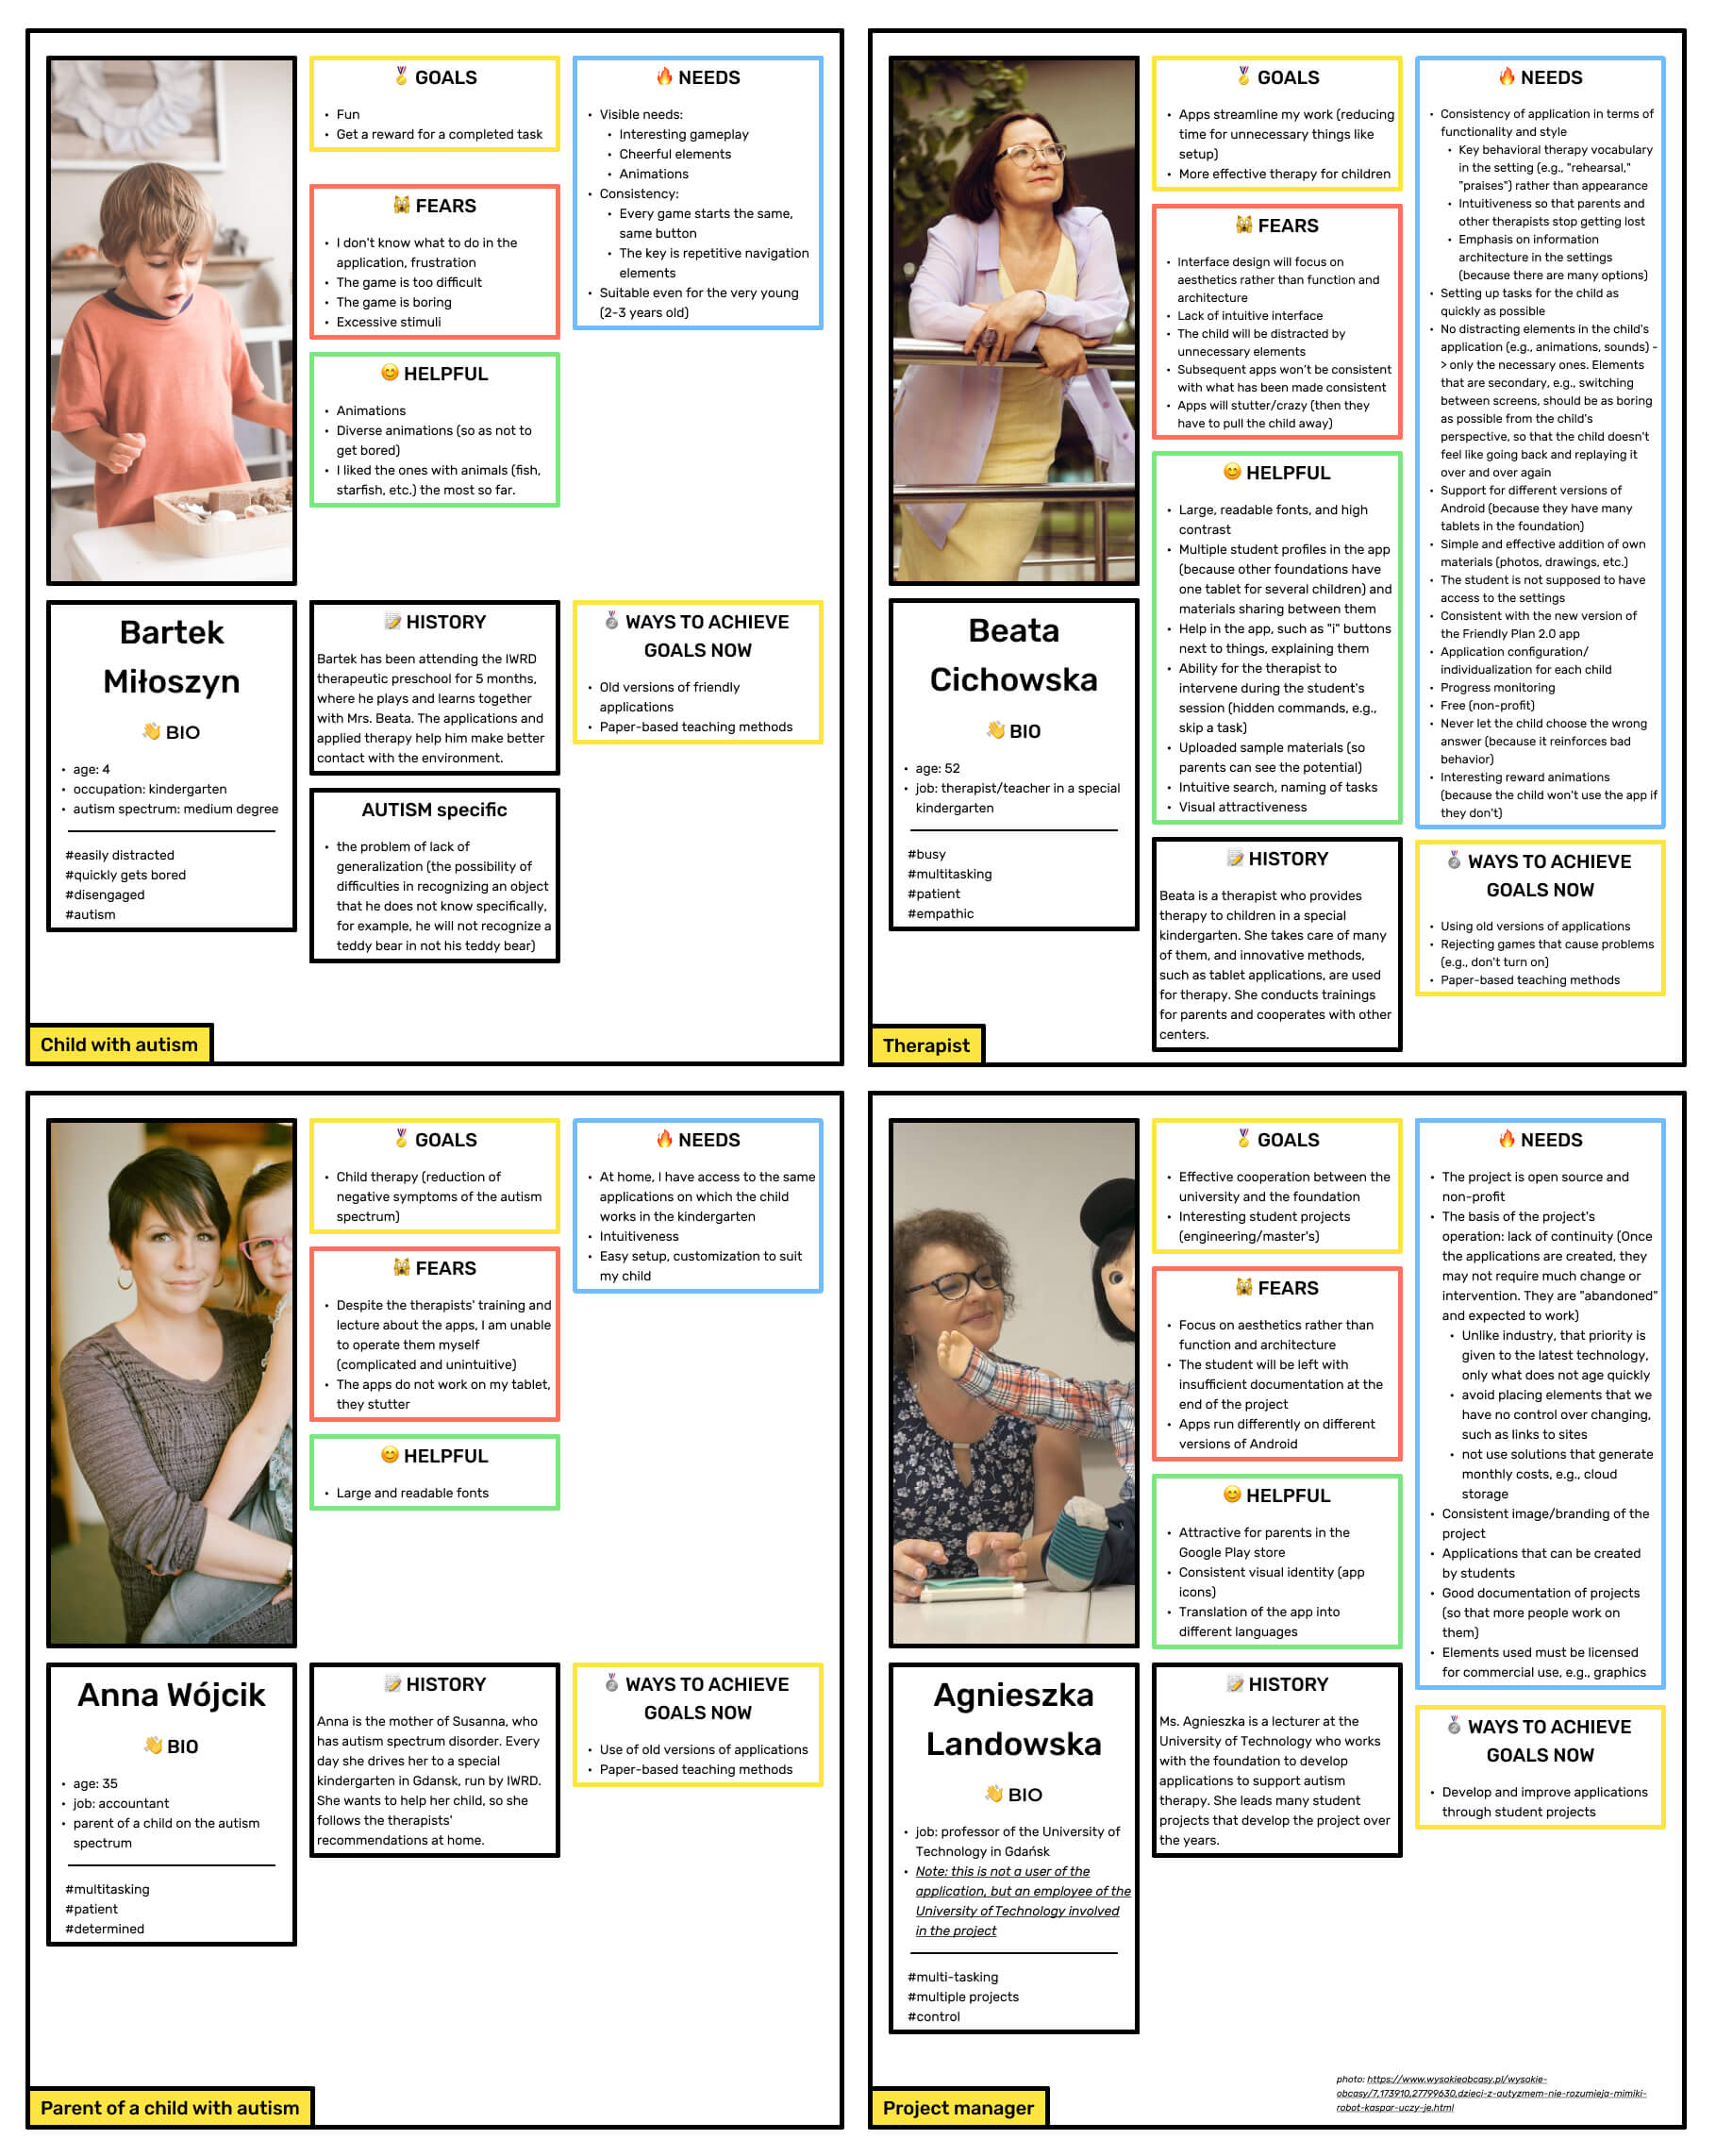 🥇 GOALS
• Fun
• Get a reward for a completed task
🙀 FEARS
• I don't know what to do in the
application, frustration
• The game is too difficult
• The game is boring
• Excessive stimuli
😊 HELPFUL
• Animations
• Diverse animations (so as not to
get bored)
• I liked the ones with animals (fish,
starfish, etc.) the most so far.
🔥 NEEDS
• Visible needs:
• Interesting gameplay
• Cheerful elements
• Animations
• Consistency:
• Every game starts the same,
same button
• The key is repetitive navigation
elements
• Suitable even for the very young
(2-3 years old)
Bartek
Miłoszyn
👋 BIO
• age: 4
• occupation: kindergarten
• autism spectrum: medium degree
#easily distracted
#quickly gets bored
#disengaged
#autism
📝 HISTORY
Bartek has been attending the IWRD
therapeutic preschool for 5 months,
where he plays and learns together
with Mrs. Beata. The applications and
applied therapy help him make better
contact with the environment.
AUTISM specific
• the problem of lack of
generalization (the possibility of
difficulties in recognizing an object
that he does not know specifically,
for example, he will not recognize a
teddy bear in not his teddy bear)
🥈 WAYS TO ACHIEVE
GOALS NOW
• Old versions of friendly
applications
• Paper-based teaching methods
Child with autism
🥇 GOALS
• Apps streamline my work (reducing
time for unnecessary things like
setup)
• More effective therapy for children
🙀 FEARS
• Interface design will focus on
aesthetics rather than function and
architecture
• Lack of intuitive interface
• The child will be distracted by
unnecessary elements
• Subsequent apps won't be consistent
with what has been made consistent
• Apps will stutter/crazy (then they
have to pull the child away)
😊 HELPFUL
• Large, readable fonts, and high
contrast
• Multiple student profiles in the app
(because other foundations have
one tablet for several children) and
materials sharing between them
• Help in the app, such as "i" buttons
next to things, explaining them
• Ability for the therapist to
intervene during the student's
session (hidden commands, e.g.,
skip a task)
• Uploaded sample materials (so
parents can see the potential)
• Intuitive search, naming of tasks
• Visual attractiveness
🔥 NEEDS
• Consistency of application in terms of
functionality and style
• Key behavioral therapy vocabulary
in the setting (e.g., "rehearsal,"
"praises") rather than appearance
• Intuitiveness so that parents and
other therapists stop getting lost
• Emphasis on information
architecture in the settings
(because there are many options)
• Setting up tasks for the child as
quickly as possible
• No distracting elements in the child's
application (e.g., animations, sounds) -
> only the necessary ones. Elements
that are secondary, e.g., switching
between screens, should be as boring
as possible from the child's
perspective, so that the child doesn't
feel like going back and replaying it
over and over again
• Support for different versions of
Android (because they have many
tablets in the foundation)
• Simple and effective addition of own
materials (photos, drawings, etc.)
• The student is not supposed to have
access to the settings
• Consistent with the new version of
the Friendly Plan 2.0 app
• Application configuration/
individualization for each child
• Progress monitoring
• Free (non-profit)
• Never let the child choose the wrong
answer (because it reinforces bad
behavior)
• Interesting reward animations
(because the child won't use the app if
they don't)
Beata
Cichowska
👋 BIO
• age: 52
• job: therapist/teacher in a special
kindergarten
#busy
#multitasking
#patient
#empathic
📝 HISTORY
Beata is a therapist who provides
therapy to children in a special
kindergarten. She takes care of many
of them, and innovative methods,
such as tablet applications, are used
for therapy. She conducts trainings
for parents and cooperates with other
centers.
🥈 WAYS TO ACHIEVE
GOALS NOW
• Using old versions of applications
• Rejecting games that cause problems
(e.g., don't turn on)
• Paper-based teaching methods
Therapist
🥇 GOALS
• Child therapy (reduction of
negative symptoms of the autism
spectrum)
🙀 FEARS
• Despite the therapists' training and
lecture about the apps, I am unable
to operate them myself
(complicated and unintuitive)
• The apps do not work on my tablet,
they stutter
😊 HELPFUL
• Large and readable fonts
🔥 NEEDS
• At home, I have access to the same
applications on which the child
works in the kindergarten
• Intuitiveness
• Easy setup, customization to suit
my child
Anna Wójcik
👋 BIO
• age: 35
• job: accountant
• parent of a child on the autism
spectrum
#multitasking
#patient
#determined
📝 HISTORY
Anna is the mother of Susanna, who
has autism spectrum disorder. Every
day she drives her to a special
kindergarten in Gdansk, run by IWRD.
She wants to help her child, so she
follows the therapists'
recommendations at home.
🥈 WAYS TO ACHIEVE
GOALS NOW
• Use of old versions of applications
• Paper-based teaching methods
Parent of a child with autism
🥇 GOALS
• Effective cooperation between the
university and the foundation
• Interesting student projects
(engineering/master's)
🙀 FEARS
• Focus on aesthetics rather than
function and architecture
• The student will be left with
insufficient documentation at the
end of the project
• Apps run differently on different
versions of Android
😊 HELPFUL
• Attractive for parents in the
Google Play store
• Consistent visual identity (app
icons)
• Translation of the app into
different languages
🔥 NEEDS
• The project is open source and
non-profit
• The basis of the project's
operation: lack of continuity (Once
the applications are created, they
may not require much change or
intervention. They are "abandoned"
and expected to work)
• Unlike industry, that priority is
given to the latest technology,
only what does not age quickly
• avoid placing elements that we
have no control over changing,
such as links to sites
• not use solutions that generate
monthly costs, e.g., cloud
storage
• Consistent image/branding of the
project
• Applications that can be created
by students
• Good documentation of projects
(so that more people work on
them)
• Elements used must be licensed
for commercial use, e.g., graphics
Agnieszka
Landowska
👋 BIO
• job: professor of the University of
Technology in Gdańsk
• Note: this is not a user of the
application, but an employee of the
University of Technology involved
in the project
#multi-tasking
#multiple projects
#control
📝 HISTORY
Ms. Agnieszka is a lecturer at the
University of Technology who works
with the foundation to develop
applications to support autism
therapy. She leads many student
projects that develop the project over
the years.
🥈 WAYS TO ACHIEVE
GOALS NOW
• Develop and improve applications
through student projects
photo: https://www.wysokieobcasy.pl/wysokie-
obcasy/7,173910,27799630,dzieci-z-autyzmem-nie-rozumieja-mimiki-
robot-kaspar-uczy-je.html
Project manager